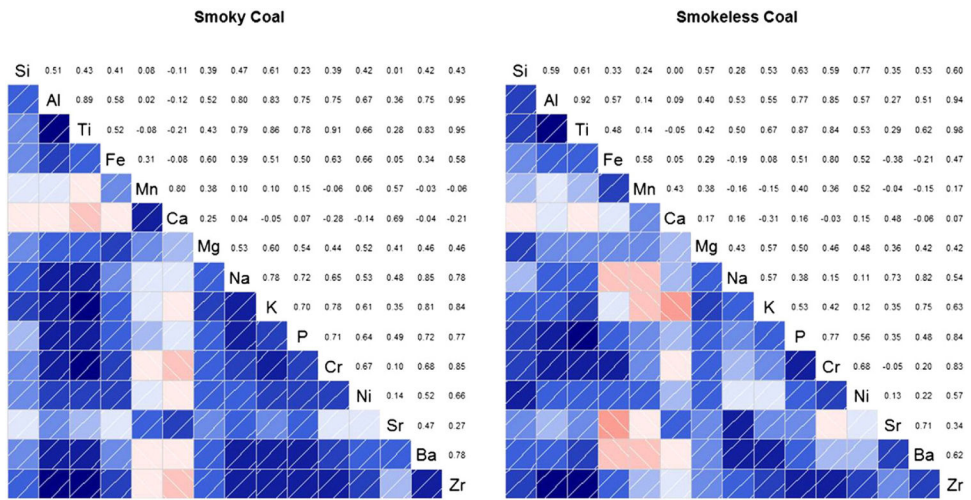 Smoky Coal
Si 0.51 0.43 0.41 0.08 -0.11 0.39 0.47 0.61 0.23 0.39 0.42 0.01 0.42 0.43
Al 0.89 0.58 0.02 -0.12 0.52 0.80 0.83 0.75 0.75 0.67 0.36 0.75 0.95
Ti 0.52 -0.08 -0.21 0.43 0.79 0.86 0.78 0.91 0.66 0.28 0.83 0.95
Fe 0.31 -0.08 0.60 0.39 0.51 0.50 0.63 0.66 0.05 0.34 0.58
Mn 0.80 0.38 0.10 0.10 0.15 -0.06 0.06 0.57 -0.03 -0.06
Ca 0.25 0.04 -0.05 0.07 -0.28 -0.14 0.69 -0.04 -0.21
Mg 0.53 0.60 0.54 0.44 0.52 0.41 0.46 0.46
Na 0.78 0.72 0.65 0.53 0.48 0.85 0.78
K 0.70 0.78 0.61 0.35 0.81 0.84
P 0.71 0.64 0.49 0.72 0.77
Cr 0.67 0.10 0.68 0.85
Ni 0.14 0.52 0.66
Sr 0.47 0.27
Ba 0.78
Zr
Smokeless Coal
Si 0.59 0.61 0.33 0.24 0.00 0.57 0.28 0.53 0.63 0.59 0.77 0.35 0.53 0.60
Al 0.92 0.57 0.14 0.09 0.40 0.53 0.55 0.77 0.85 0.57 0.27 0.51 0.94
Ti 0.48 0.14 -0.05 0.42 0.50 0.67 0.87 0.84 0.53 0.29 0.62 0.98
Fe 0.58 0.05 0.29 -0.19 0.08 0.51 0.80 0.52 -0.38 -0.21 0.47
Mn 0.43 0.38 -0.16 -0.15 0.40 0.36 0.52 -0.04 -0.15 0.17
Ca 0.17 0.16 -0.31 0.16 -0.03 0.15 0.48 -0.06 0.07
Mg 0.43 0.57 0.50 0.46 0.48 0.36 0.42 0.42
Na 0.57 0.38 0.15 0.11 0.73 0.82 0.54
K 0.53 0.42 0.12 0.35 0.75 0.63
P 0.77 0.56 0.35 0.48 0.84
Cr 0.68 -0.05 0.20 0.83
Ni 0.13 0.22 0.57
Sr 0.71 0.34
Ba 0.62
Zr